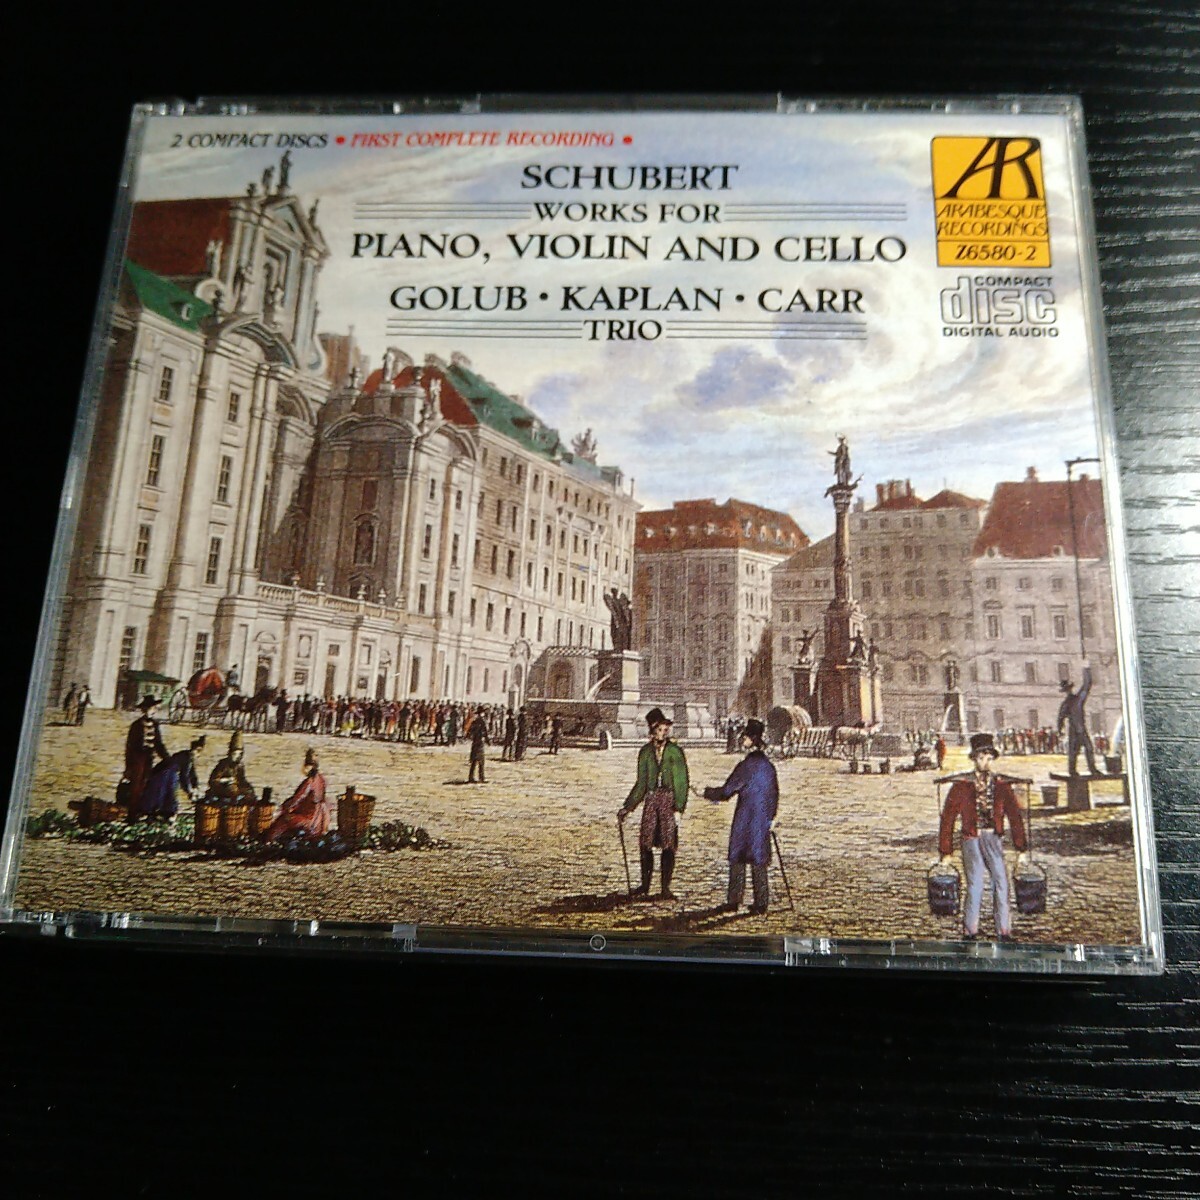 2 COMPACT DISCS • FIRST COMPLETE RECORDING •
SCHUBERT
WORKS FOR
PIANO, VIOLIN AND CELLO
GOLUB • KAPLAN • CARR
TRIO
AR
ARABESQUE
RECORDINGS
Z6580-2
COMPACT
disc
DIGITAL AUDIO